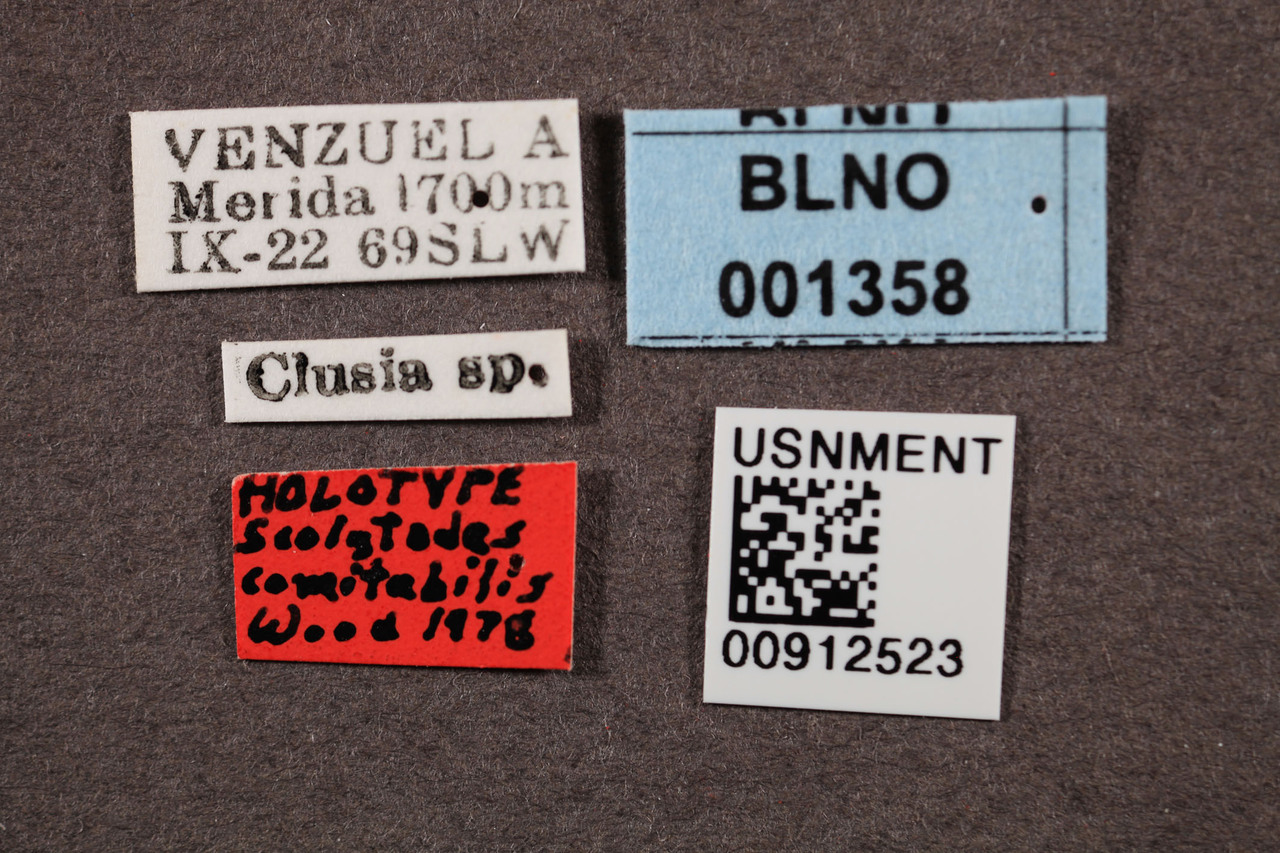 VENZUEL A
Merida 1700m
IX-22 69SLW
Clusia sp.
HOLOTYPE
Scolytodes
comitabilis
Wood 1978
BLNO
001358
USNMENT
00912523